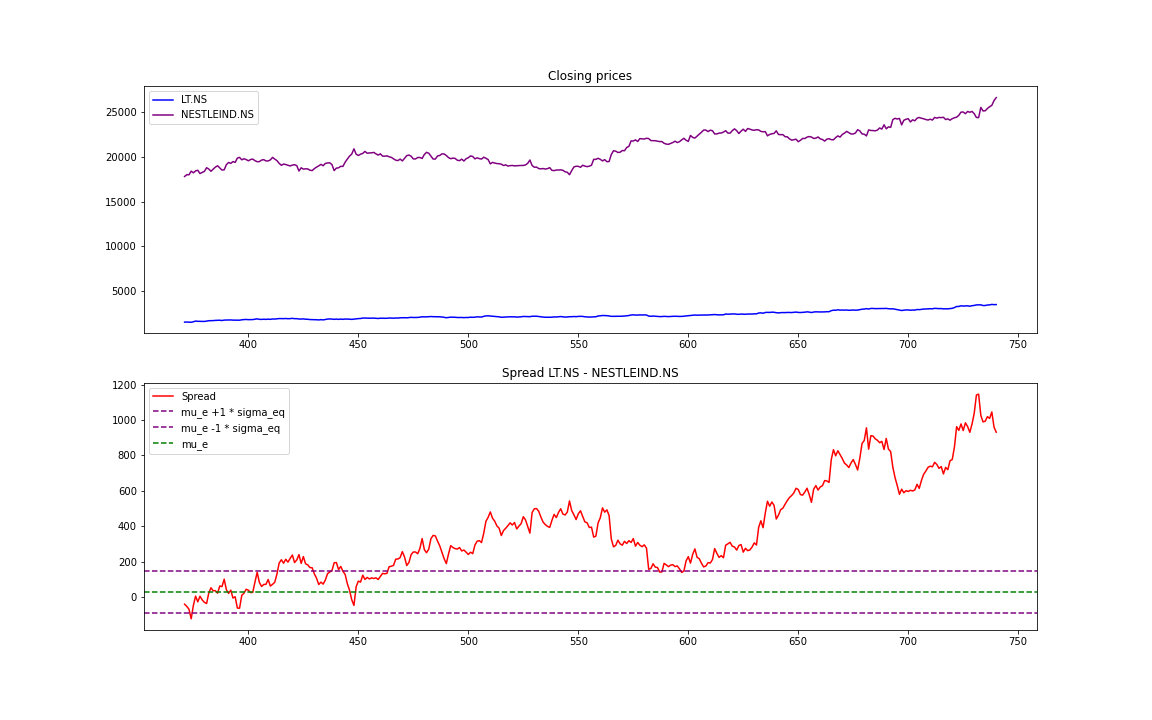 Closing prices
LT.NS
NESTLEIND.NS
25000
20000
15000
10000
5000
400 450 500 550 600 650 700 750
Spread LT.NS - NESTLEIND.NS
Spread
mu_e +1 * sigma_eq
mu_e -1 * sigma_eq
mu_e
1200
1000
800
600
400
200
0
400 450 500 550 600 650 700 750